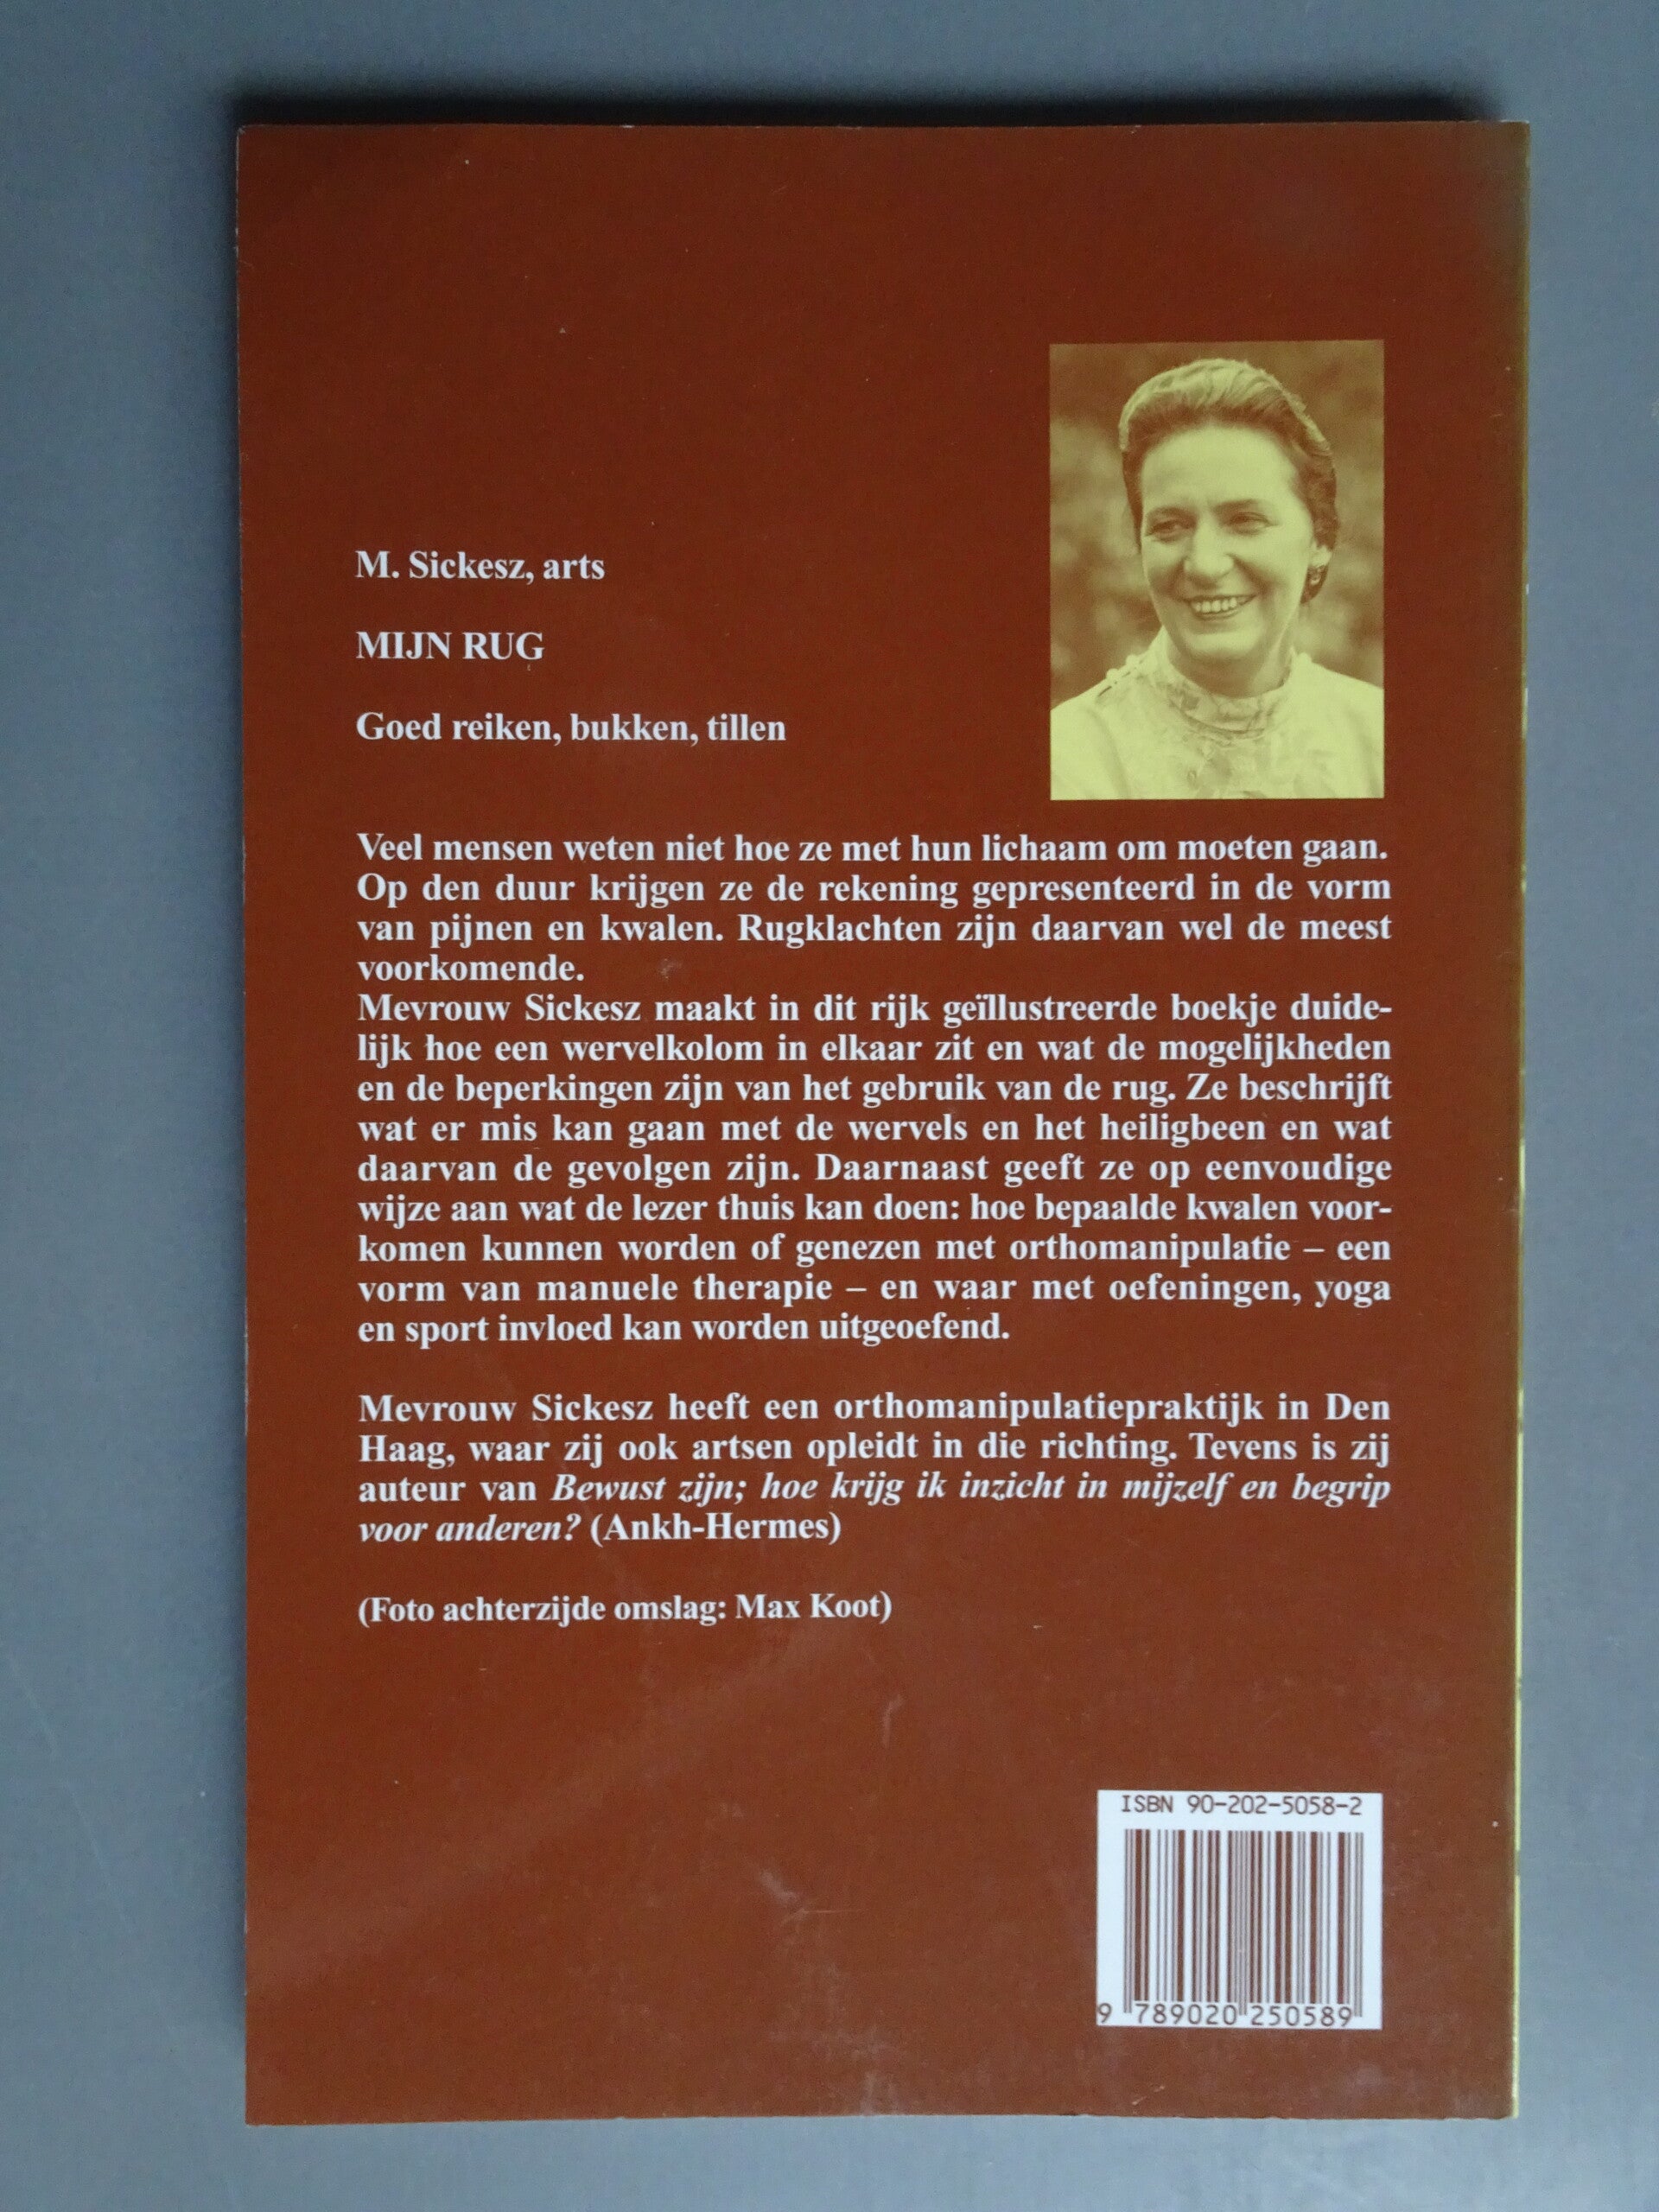 M. Sickesz, arts
MIJN RUG
Goed reiken, bukken, tillen
Veel mensen weten niet hoe ze met hun lichaam om moeten gaan.
Op den duur krijgen ze de rekening gepresenteerd in de vorm
van pijnen en kwalen. Rugklachten zijn daarvan wel de meest
voorkomende.
Mevrouw Sickesz maakt in dit rijk geïllustreerde boekje duide-
lijk hoe een wervelkolom in elkaar zit en wat de mogelijkheden
en de beperkingen zijn van het gebruik van de rug. Ze beschrijft
wat er mis kan gaan met de wervels en het heiligbeen en wat
daarvan de gevolgen zijn. Daarnaast geeft ze op eenvoudige
wijze aan wat de lezer thuis kan doen: hoe bepaalde kwalen voor-
komen kunnen worden of genezen met orthomanipulatie – een
vorm van manuele therapie – en waar met oefeningen, yoga
en sport invloed kan worden uitgeoefend.
Mevrouw Sickesz heeft een orthomanipulatiepraktijk in Den
Haag, waar zij ook artsen opleidt in die richting. Tevens is zij
auteur van Bewust zijn; hoe krijg ik inzicht in mijzelf en begrip
voor anderen? (Ankh-Hermes)
(Foto achterzijde omslag: Max Koot)
ISBN 90-202-5058-2
9 789020 250589